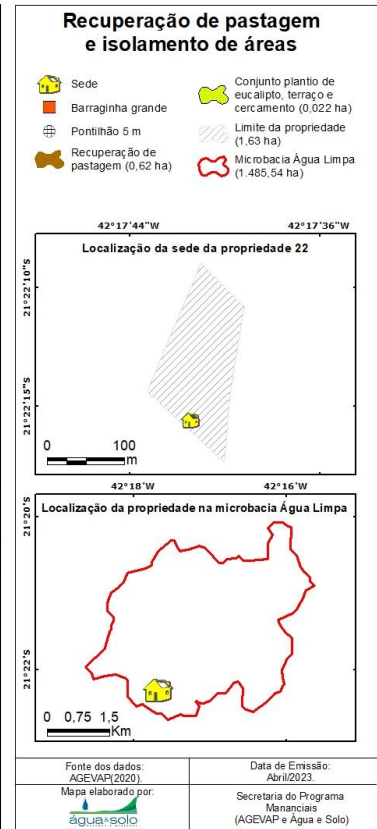 Recuperação de pastagem
e isolamento de áreas
Sede
Barraginha grande
Pontilhão 5 m
Recuperação de
pastagem (0,62 ha)
Conjunto plantio de
eucalipto, terraço e
cercamento (0,022 ha)
Limite da propriedade
(1,63 ha)
Microbacia Água Limpa
(1.485,54 ha)
42°17'44"W 42°17'36"W
Localização da sede da propriedade 22
21°22'10"S
21°22'15"S
0 100
m
42°18'W 42°16'W
Localização da propriedade na microbacia Água Limpa
21°20'S
21°22'S
0 0,75 1,5
Km
Fonte dos dados:
AGEVAP(2020).
Data de Emissão:
Abril/2023.
Mapa elaborado por:
água&solo
Secretaria do Programa
Mananciais
(AGEVAP e Água e Solo)